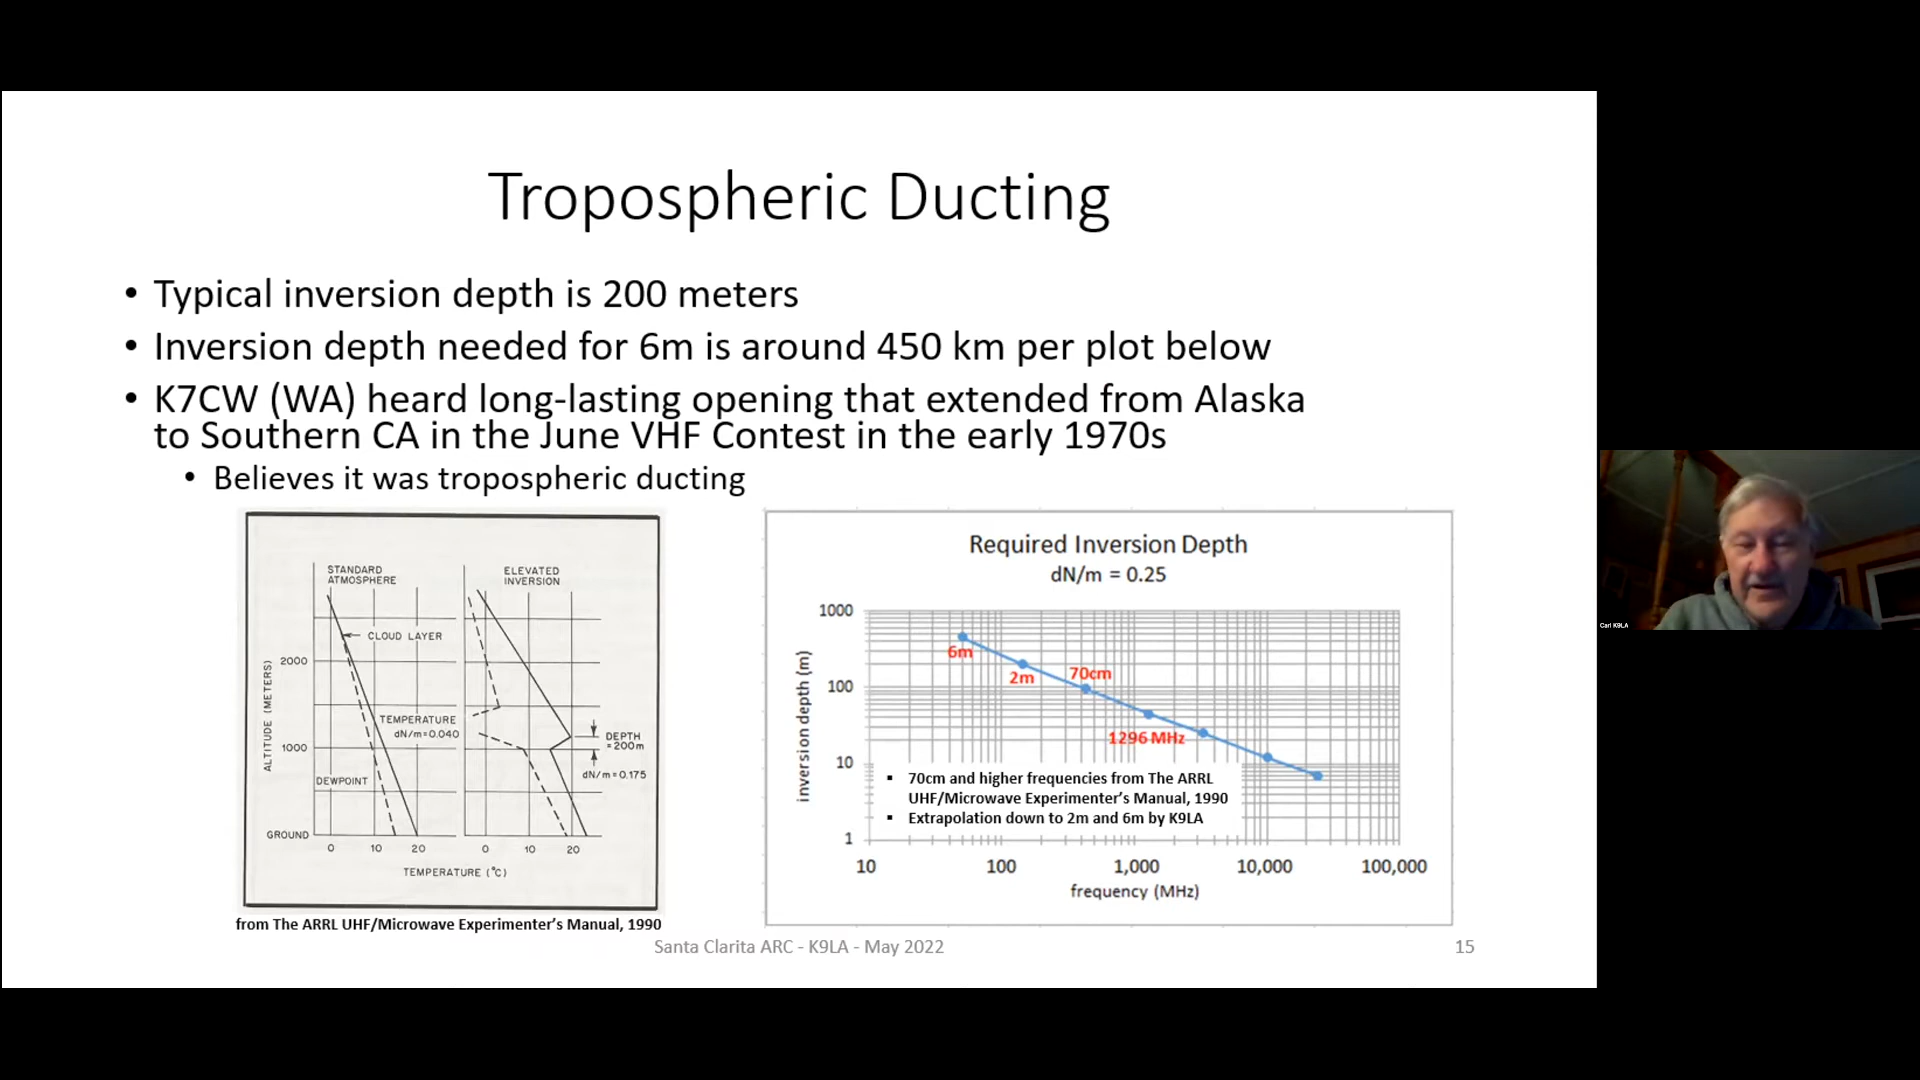 Tropospheric Ducting
• Typical inversion depth is 200 meters
• Inversion depth needed for 6m is around 450 km per plot below
• K7CW (WA) heard long-lasting opening that extended from Alaska
to Southern CA in the June VHF Contest in the early 1970s
• Believes it was tropospheric ducting
STANDARD
ATMOSPHERE
ELEVATED
INVERSION
CLOUD LAYER
ALTITUDE (METERS)
2000
1000
GROUND
TEMPERATURE
dN/m=0.040
DEWPOINT
DEPTH
≈200m
dN/m=0.175
0 10 20
0 10 20
TEMPERATURE (°C)
from The ARRL UHF/Microwave Experimenter's Manual, 1990
Required Inversion Depth
dN/m = 0.25
inversion depth (m)
1000
100
10
1
6m
2m
70cm
1296 MHz
▪ 70cm and higher frequencies from The ARRL
UHF/Microwave Experimenter's Manual, 1990
▪ Extrapolation down to 2m and 6m by K9LA
10 100 1,000 10,000 100,000
frequency (MHz)
Santa Clarita ARC - K9LA - May 2022
15
Carl K9LA